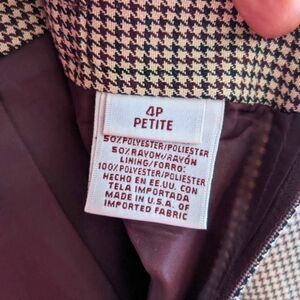 4P
PETITE
50%POLYESTER/POLIESTER
50%RAYON/RAYÓN
LINING/FORRO:
100%POLYESTER/POLIESTER
HECHO EN EE.UU. CON
TELA IMPORTADA
MADE IN U.S.A. OF
IMPORTED FABRIC